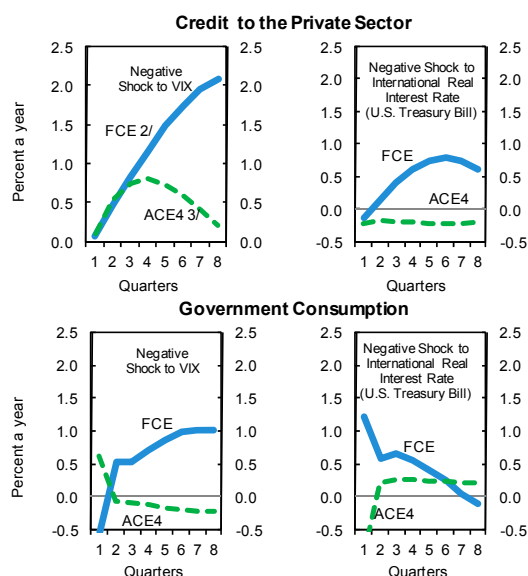 Credit to the Private Sector
Percent a year
2.5
2.0
1.5
1.0
0.5
0.0
Negative
Shock to VIX
FCE 2/
ACE4 3/
2.5
2.0
1.5
1.0
0.5
0.0
1 2 3 4 5 6 7 8
Quarters
2.5
2.0
1.5
1.0
0.5
0.0
-0.5
Negative Shock to
International Real
Interest Rate
(U.S. Treasury Bill)
FCE
ACE4
2.5
2.0
1.5
1.0
0.5
0.0
-0.5
1 2 3 4 5 6 7 8
Quarters
Government Consumption
Percent a year
2.5
2.0
1.5
1.0
0.5
0.0
-0.5
Negative
Shock to VIX
FCE
ACE4
2.5
2.0
1.5
1.0
0.5
0.0
-0.5
1 2 3 4 5 6 7 8
Quarters
2.5
2.0
1.5
1.0
0.5
0.0
-0.5
Negative Shock to
International Real
Interest Rate
(U.S. Treasury Bill)
FCE
ACE4
2.5
2.0
1.5
1.0
0.5
0.0
-0.5
1 2 3 4 5 6 7 8
Quarters